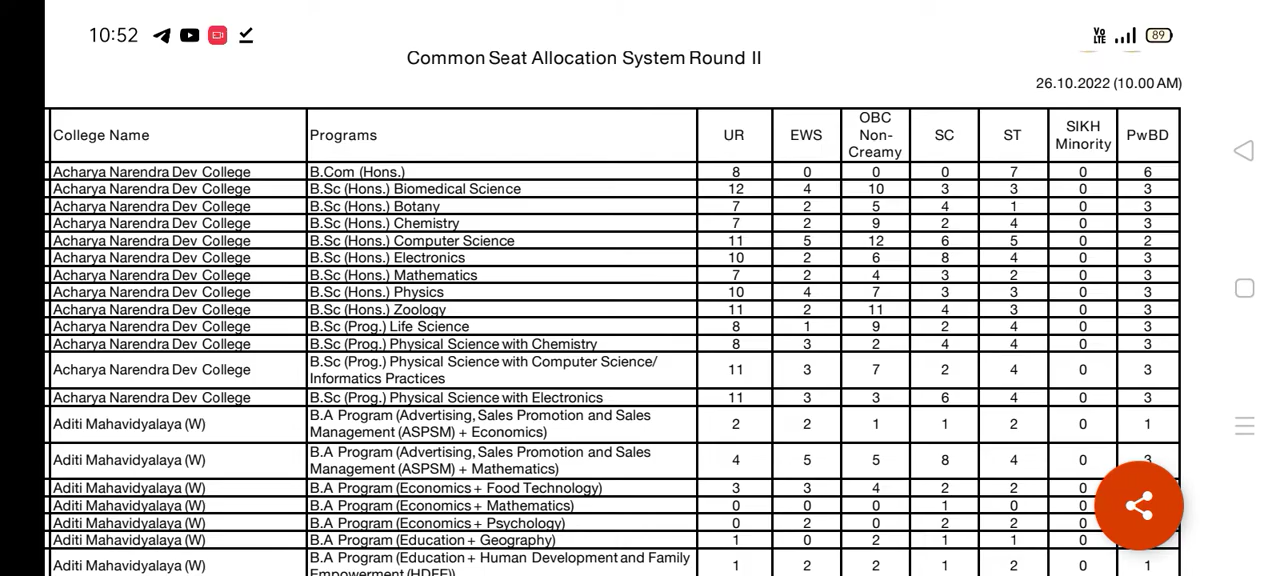 10:52 Vo LTE 89
Common Seat Allocation System Round II
26.10.2022 (10.00 AM)
College Name Programs UR EWS OBC Non-Creamy SC ST SIKH Minority PwBD
Acharya Narendra Dev College B.Com (Hons.) 8 0 0 0 7 0 6
Acharya Narendra Dev College B.Sc (Hons.) Biomedical Science 12 4 10 3 3 0 3
Acharya Narendra Dev College B.Sc (Hons.) Botany 7 2 5 4 1 0 3
Acharya Narendra Dev College B.Sc (Hons.) Chemistry 7 2 9 2 4 0 3
Acharya Narendra Dev College B.Sc (Hons.) Computer Science 11 5 12 6 5 0 2
Acharya Narendra Dev College B.Sc (Hons.) Electronics 10 2 6 8 4 0 3
Acharya Narendra Dev College B.Sc (Hons.) Mathematics 7 2 4 3 2 0 3
Acharya Narendra Dev College B.Sc (Hons.) Physics 10 4 7 3 3 0 3
Acharya Narendra Dev College B.Sc (Hons.) Zoology 11 2 11 4 3 0 3
Acharya Narendra Dev College B.Sc (Prog.) Life Science 8 1 9 2 4 0 3
Acharya Narendra Dev College B.Sc (Prog.) Physical Science with Chemistry 8 3 2 4 4 0 3
Acharya Narendra Dev College B.Sc (Prog.) Physical Science with Computer Science/
Informatics Practices 11 3 7 2 4 0 3
Acharya Narendra Dev College B.Sc (Prog.) Physical Science with Electronics 11 3 3 6 4 0 3
Aditi Mahavidyalaya (W) B.A Program (Advertising, Sales Promotion and Sales
Management (ASPSM) + Economics) 2 2 1 1 2 0 1
Aditi Mahavidyalaya (W) B.A Program (Advertising, Sales Promotion and Sales
Management (ASPSM) + Mathematics) 4 5 5 8 4 0 3
Aditi Mahavidyalaya (W) B.A Program (Economics + Food Technology) 3 3 4 2 2 0
Aditi Mahavidyalaya (W) B.A Program (Economics + Mathematics) 0 0 0 1 0 0
Aditi Mahavidyalaya (W) B.A Program (Economics + Psychology) 0 2 0 2 2 0
Aditi Mahavidyalaya (W) B.A Program (Education + Geography) 1 0 2 1 1 0
Aditi Mahavidyalaya (W) B.A Program (Education + Human Development and Family
Empowerment (HDFE)) 1 2 2 1 2 0 1